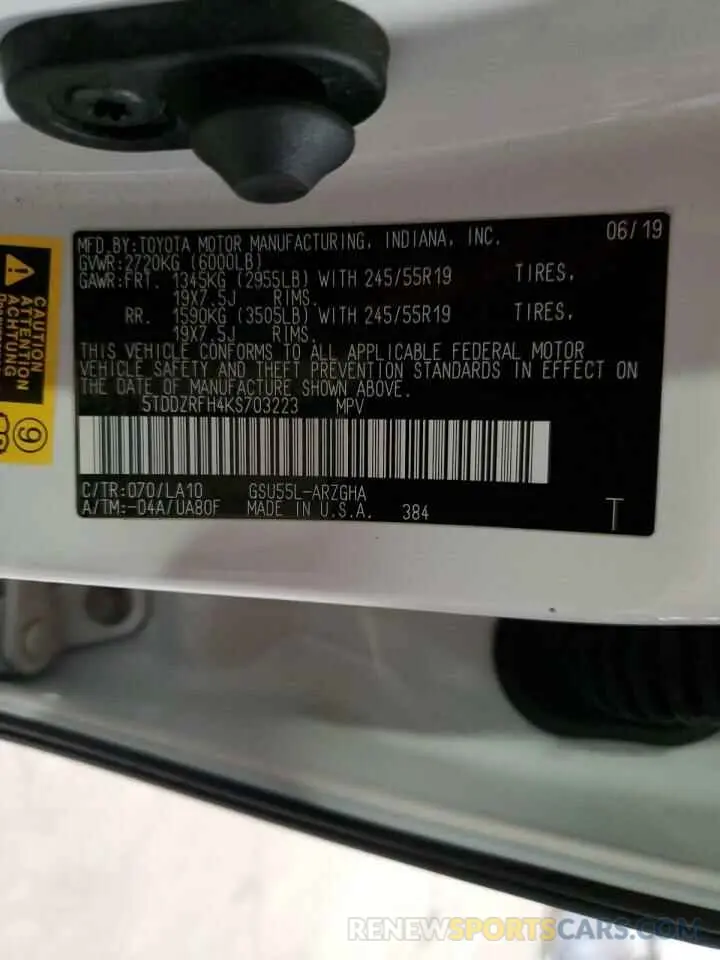 MFD.BY:TOYOTA MOTOR MANUFACTURING, INDIANA, INC. 06/19
GVWR:2720KG (6000LB)
GAWR:FRT. 1345KG (2955LB) WITH 245/55R19 TIRES,
19X7.5J RIMS.
RR. 1590KG (3505LB) WITH 245/55R19 TIRES,
19X7.5J RIMS.
THIS VEHICLE CONFORMS TO ALL APPLICABLE FEDERAL MOTOR
VEHICLE SAFETY AND THEFT PREVENTION STANDARDS IN EFFECT ON
THE DATE OF MANUFACTURE SHOWN ABOVE.
5TDDZRFH4KS703223 MPV
C/TR:070/LA10 GSU55L-ARZGHA
A/TM:-04A/UA80F MADE IN U.S.A. 384 T
CAUTION
ATTENTION
ACHTUNG
9
RENEWSPORTSCARS.COM